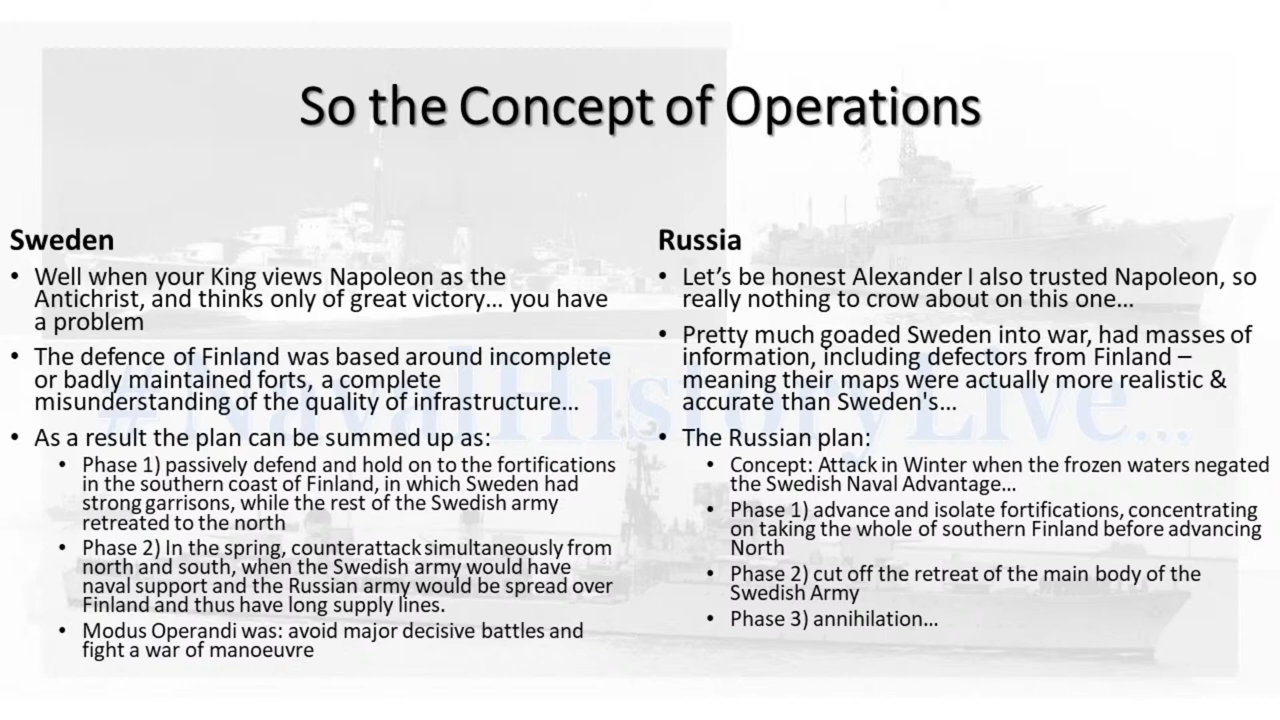 So the Concept of Operations
Sweden
• Well when your King views Napoleon as the
Antichrist, and thinks only of great victory... you have
a problem
• The defence of Finland was based around incomplete
or badly maintained forts, a complete
misunderstanding of the quality of infrastructure...
• As a result the plan can be summed up as:
• Phase 1) passively defend and hold on to the fortifications
in the southern coast of Finland, in which Sweden had
strong garrisons, while the rest of the Swedish army
retreated to the north
• Phase 2) In the spring, counterattack simultaneously from
north and south, when the Swedish army would have
naval support and the Russian army would be spread over
Finland and thus have long supply lines.
• Modus Operandi was: avoid major decisive battles and
fight a war of manoeuvre
Russia
• Let’s be honest Alexander I also trusted Napoleon, so
really nothing to crow about on this one...
• Pretty much goaded Sweden into war, had masses of
information, including defectors from Finland –
meaning their maps were actually more realistic &
accurate than Sweden's...
• The Russian plan:
• Concept: Attack in Winter when the frozen waters negated
the Swedish Naval Advantage...
• Phase 1) advance and isolate fortifications, concentrating
on taking the whole of southern Finland before advancing
North
• Phase 2) cut off the retreat of the main body of the
Swedish Army
• Phase 3) annihilation...
#NavalHistoryLive...